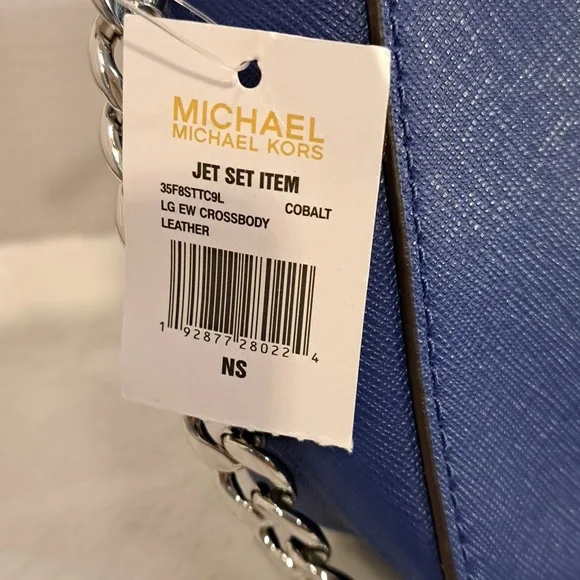 MICHAEL
MICHAEL KORS
JET SET ITEM
35F8STTC9L
LG EW CROSSBODY COBALT
LEATHER
1 92877 28022 4
NS